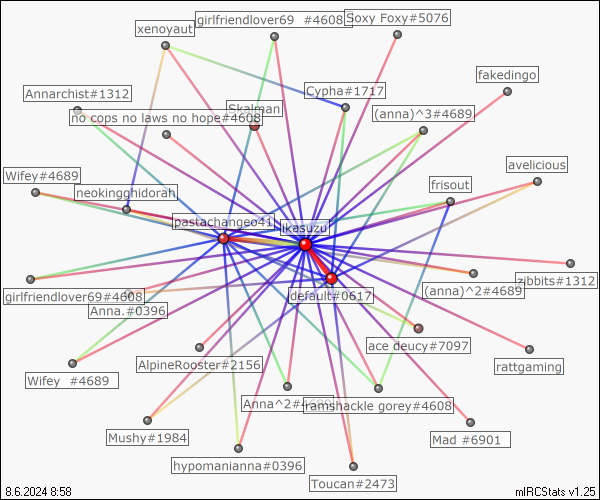 Soxy Foxy#5076
girlfriendlover69 #4608
xenoyaut
fakedingo
Cypha#1717
Annarchist#1312
Skalman
(anna)^3#4689
no cops no laws no hope#4608
avelicious
Wifey#4689
frisout
neokingghidorah
pastachangeo41
ikasuzu
zibbits#1312
(anna)^2#4689
girlfriendlover69#4608
default#0617
Anna.#0396
ace deucy#7097
AlpineRooster#2156
rattgaming
Wifey #4689
Anna^2#4689
ramshackle gorey#4608
Mushy#1984
Mad #6901
hypomanianna#0396
Toucan#2473
8.6.2024 8:58
mIRCStats v1.25